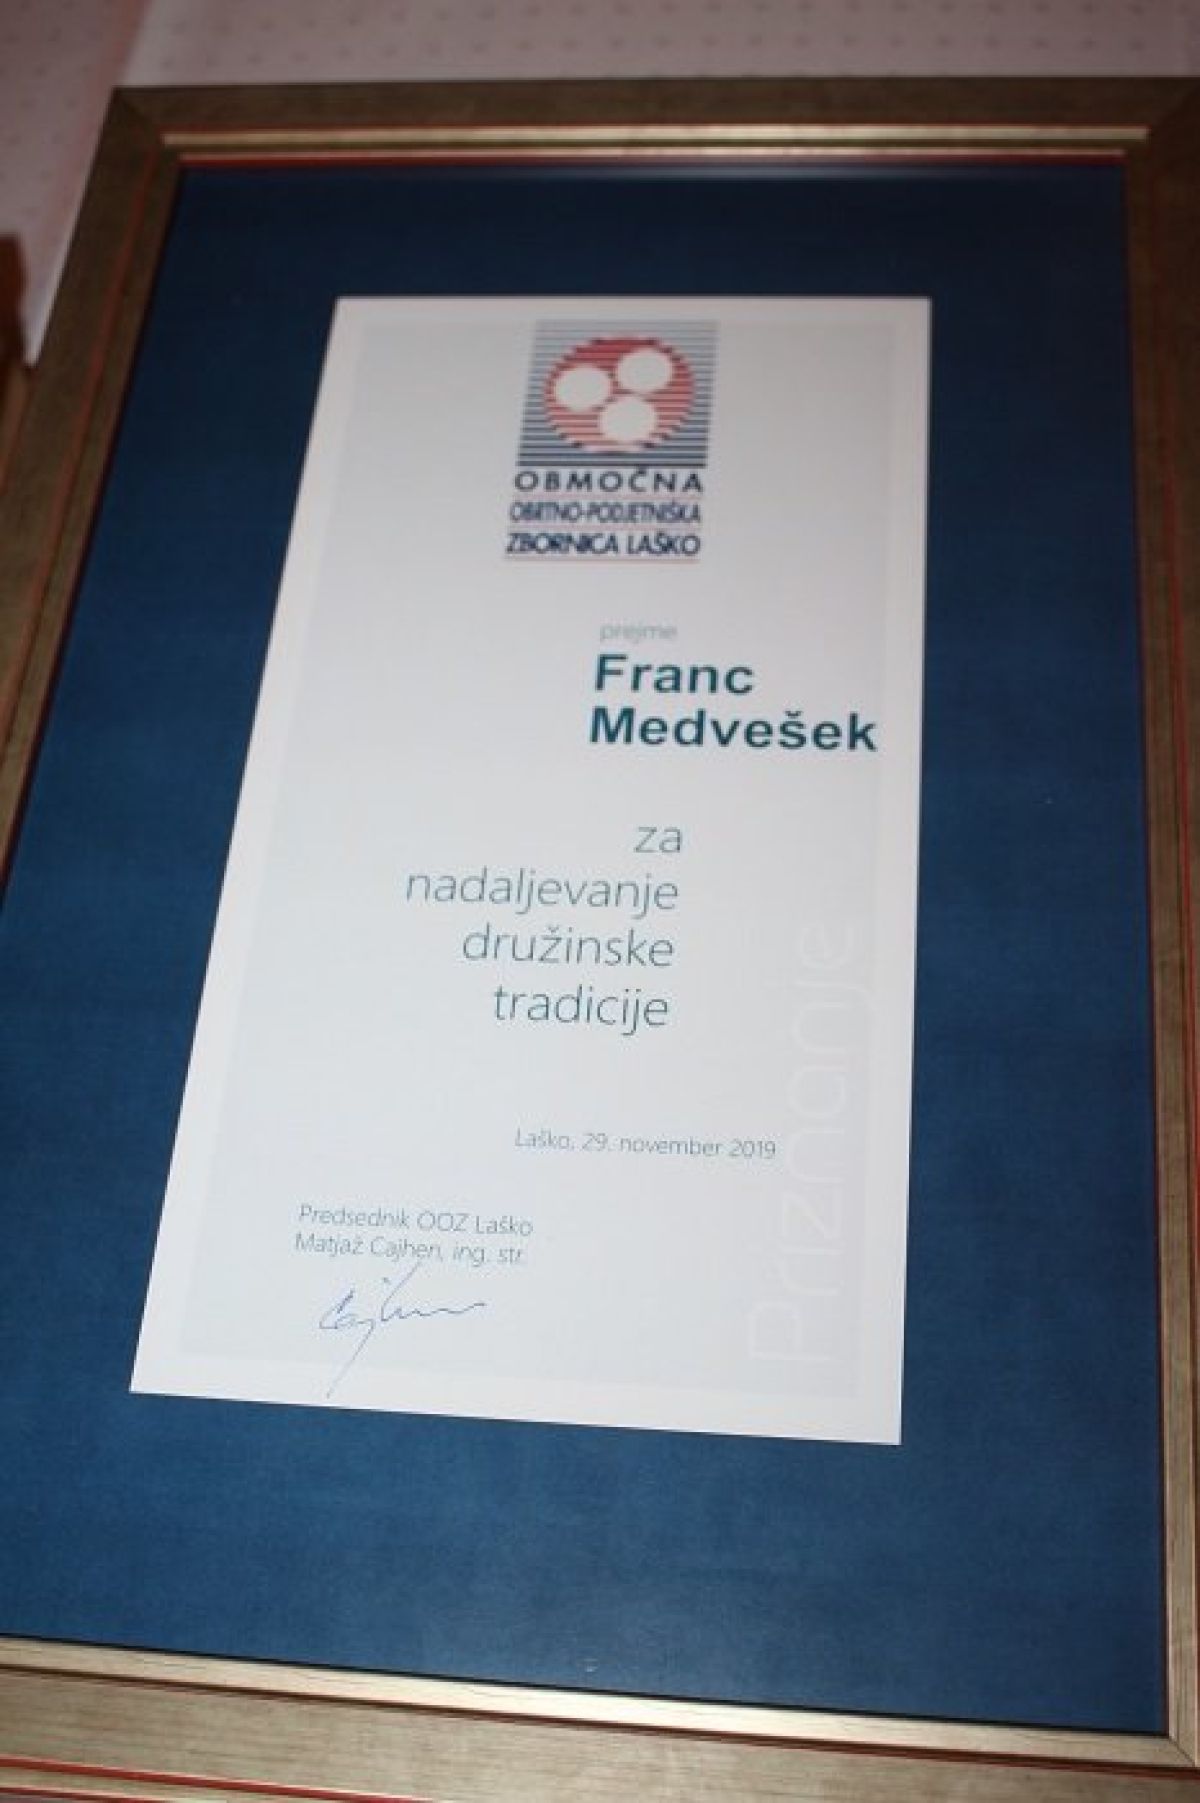 OBMOČNA
OBRTNO-PODJETNIŠKA
ZBORNICA LAŠKO
prejme
Franc
Medvešek
za
nadaljevanje
družinske
tradicije
Priznanje
Laško, 29. november 2019
Predsednik OOZ Laško
Matjaž Cajhen, ing. str.